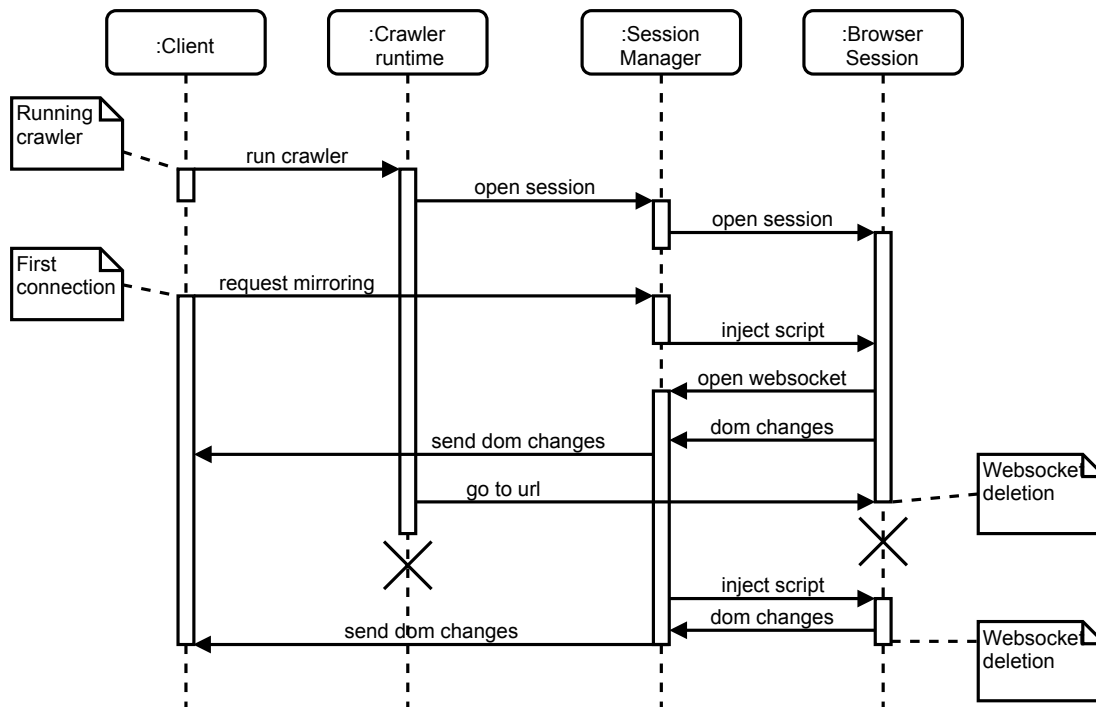 :Client
:Crawler
runtime
:Session
Manager
:Browser
Session
Running
crawler
run crawler
open session
open session
First
connection
request mirroring
inject script
open websocket
dom changes
send dom changes
go to url
Websocket
deletion
inject script
dom changes
send dom changes
Websocket
deletion